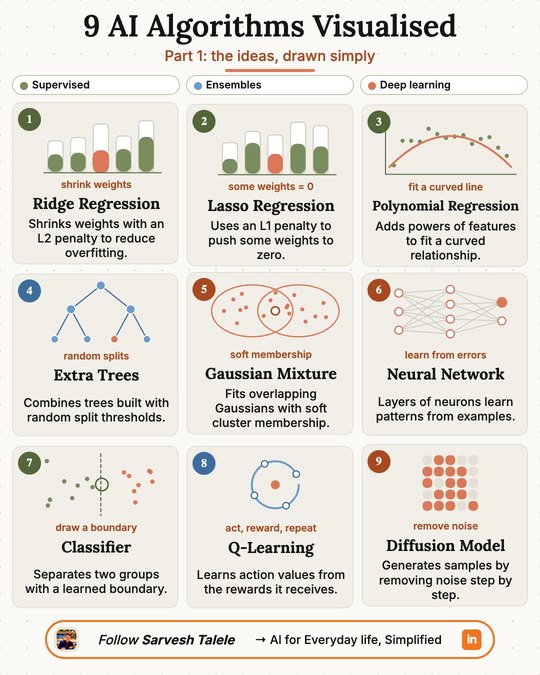 9 AI Algorithms Visualised
Part 1: the ideas, drawn simply
Supervised
Ensembles
Deep learning
1
shrink weights
Ridge Regression
Shrinks weights with an
L2 penalty to reduce
overfitting.
2
some weights = 0
Lasso Regression
Uses an L1 penalty to
push some weights to
zero.
3
fit a curved line
Polynomial Regression
Adds powers of features
to fit a curved
relationship.
4
random splits
Extra Trees
Combines trees built with
random split thresholds.
5
soft membership
Gaussian Mixture
Fits overlapping
Gaussians with soft
cluster membership.
6
learn from errors
Neural Network
Layers of neurons learn
patterns from examples.
7
draw a boundary
Classifier
Separates two groups
with a learned boundary.
8
act, reward, repeat
Q-Learning
Learns action values from
the rewards it receives.
9
remove noise
Diffusion Model
Generates samples by
removing noise step by
step.
Follow Sarvesh Talele → AI for Everyday life, Simplified in